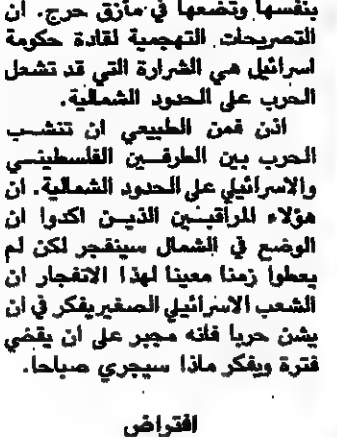 بنفسها وتضعها في مأزق حرج. ان
التصريحات التهجمية لقادة حكومة
اسرائيل هي الشرارة التي قد تشعل
الحرب على الحدود الشمالية.
اذن فمن الطبيعي ان تنشب
الحرب بين الطرفين الفلسطيني
والاسرائيلي على الحدود الشمالية. ان
هؤلاء المراقبين الذين اكدوا ان
الوضع في الشمال سينفجر لكن لم
يعطوا زمنا معينا لهذا الانفجار ان
الشعب الاسرائيلي الصغير يفكر في ان
يشن حربا فانه مجبر على ان يقضي
فترة ويفكر ماذا سيجري صباحا.
افتراض